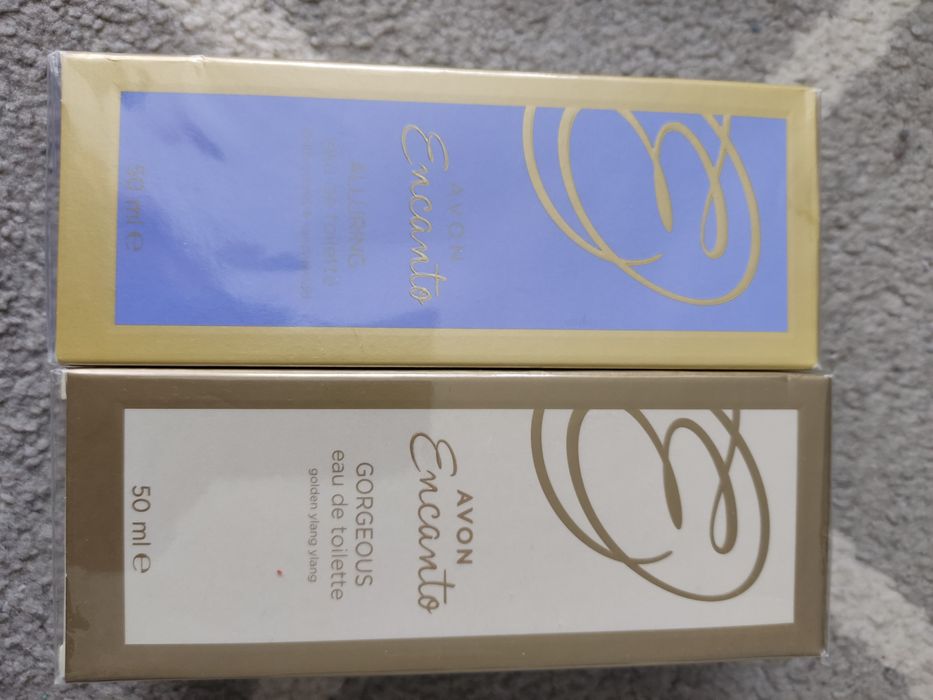 AVON
Encanto
ALLURING
eau de toilette
50 ml e
AVON
Encanto
GORGEOUS
eau de toilette
golden ylang ylang
50 ml e